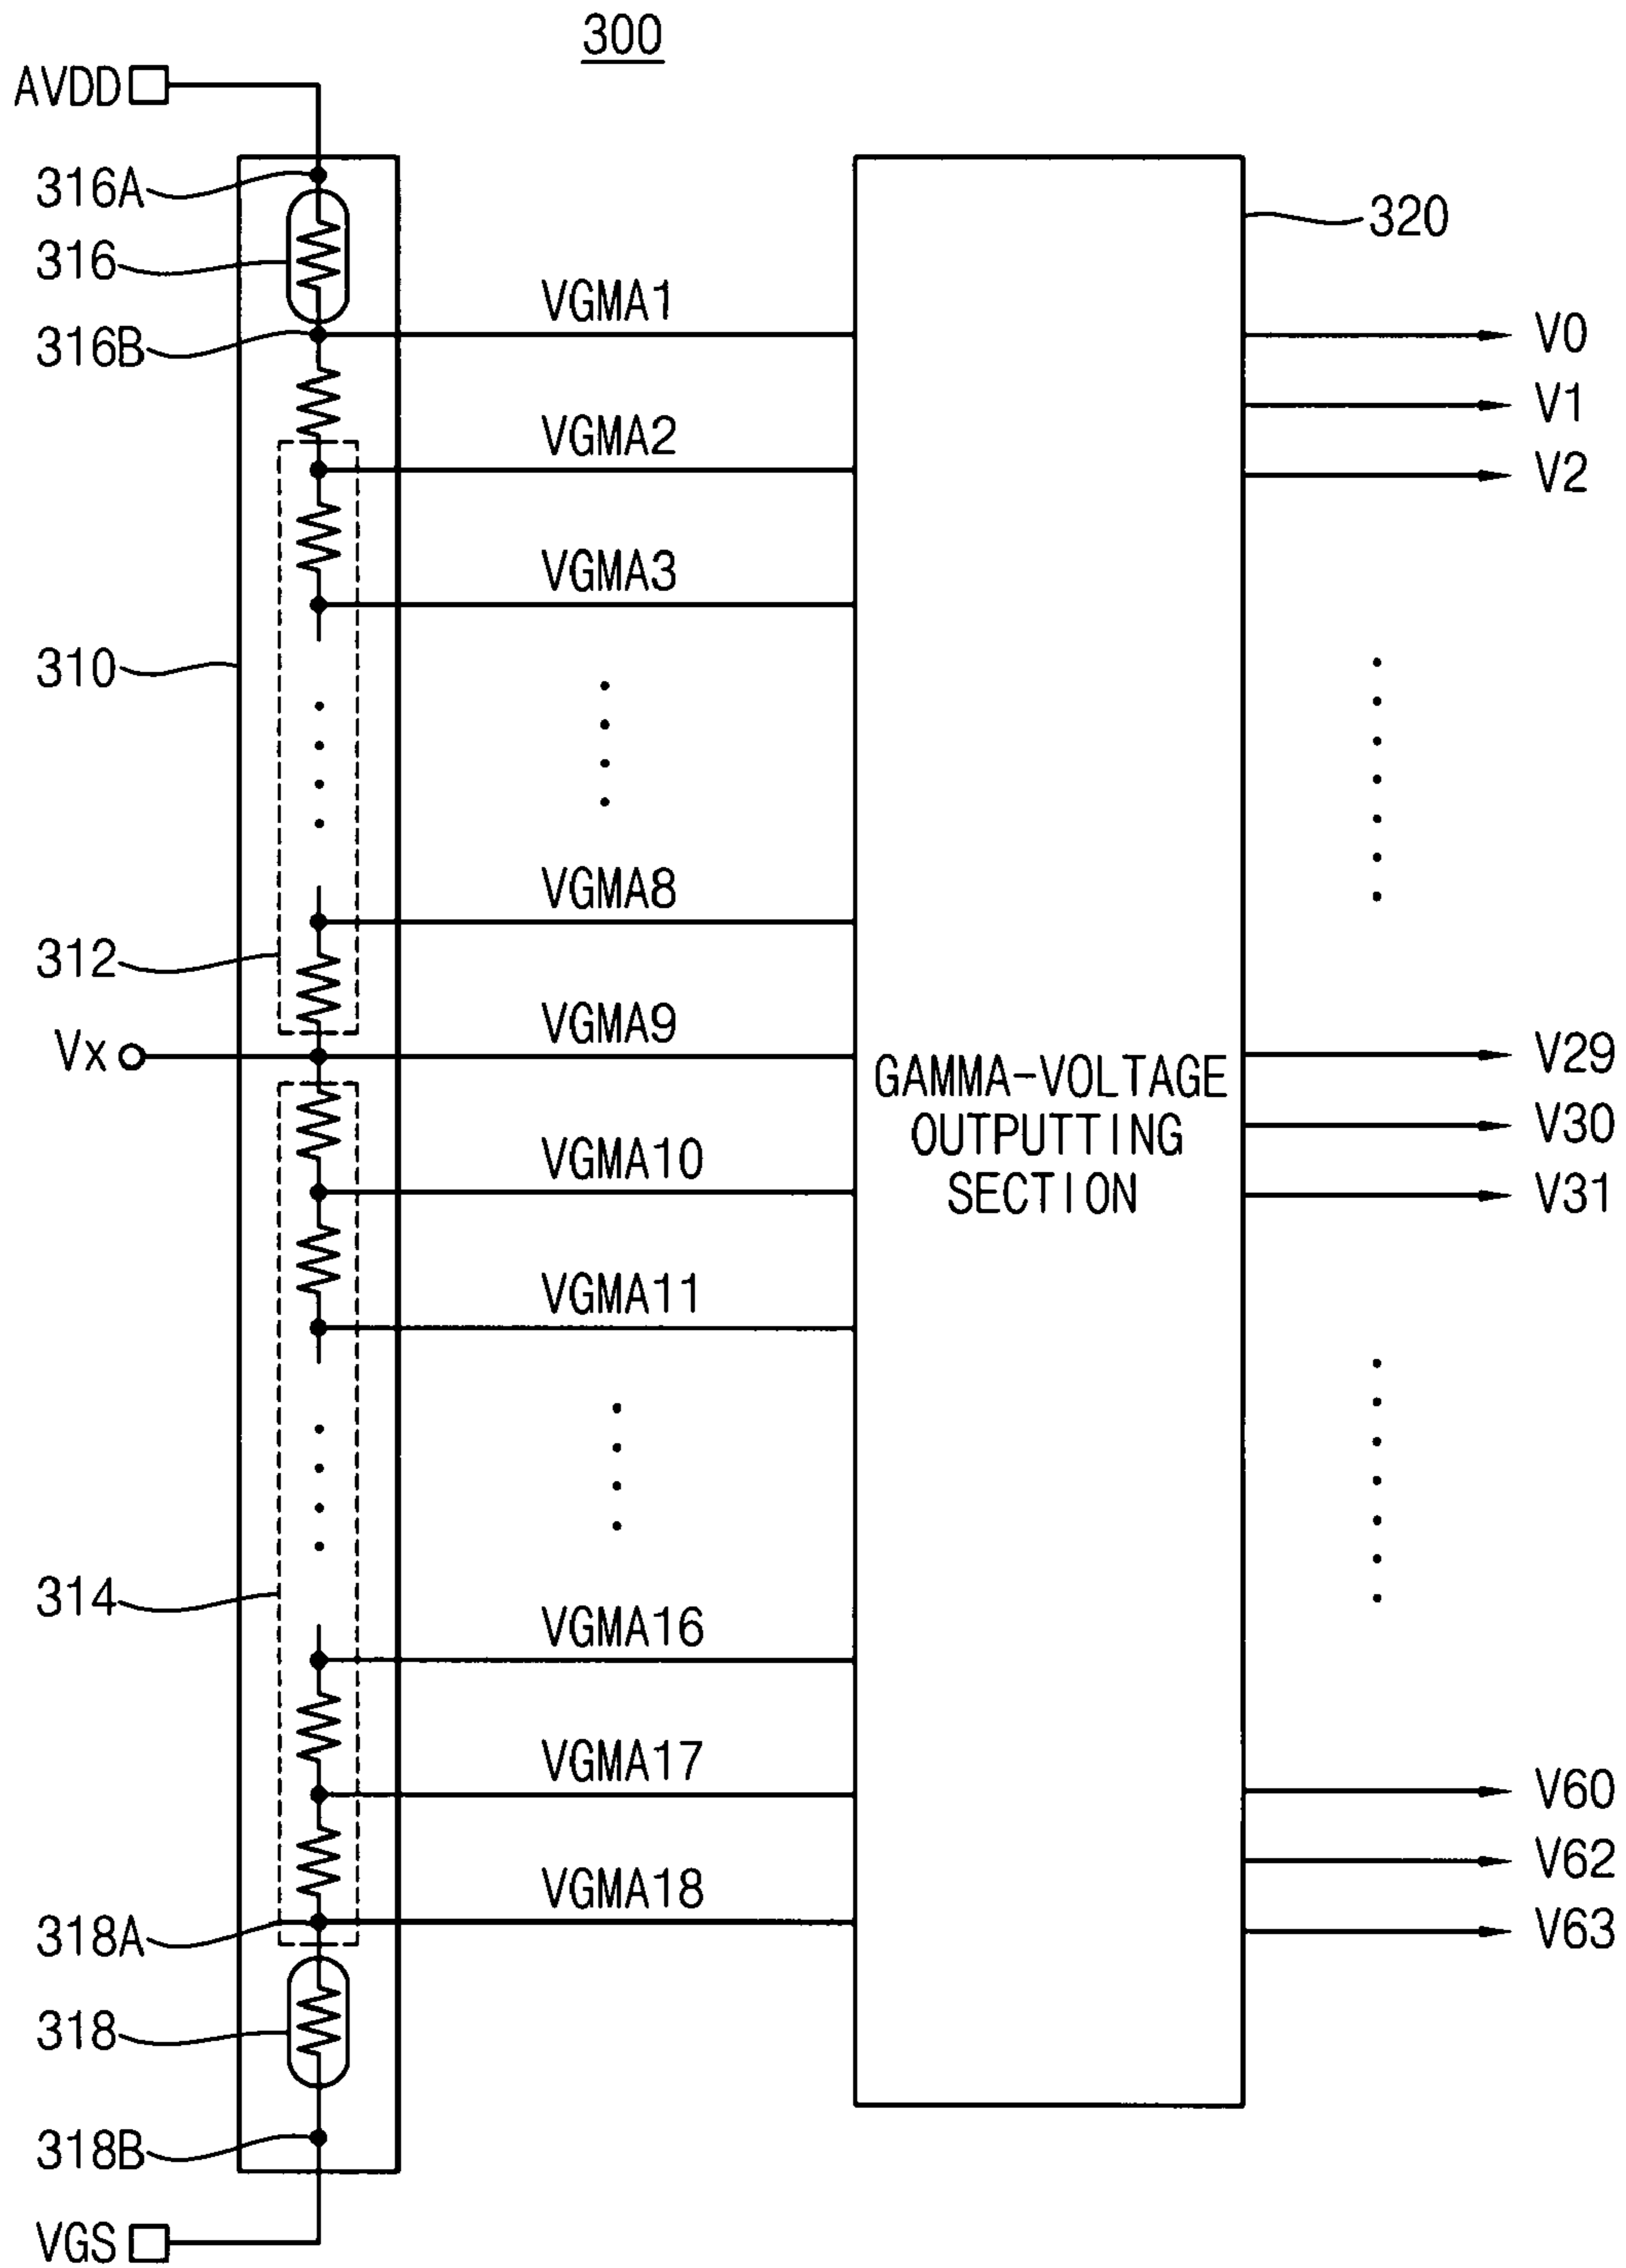 300
AVDD
316A
316
316B
VGMA1
320
V0
V1
VGMA2
V2
VGMA3
310
VGMA8
312
VGMA9
Vx
V29
GAMMA-VOLTAGE
OUTPUTTING
SECTION
V30
VGMA10
V31
VGMA11
314
VGMA16
VGMA17
V60
V62
VGMA18
318A
V63
318
318B
VGS